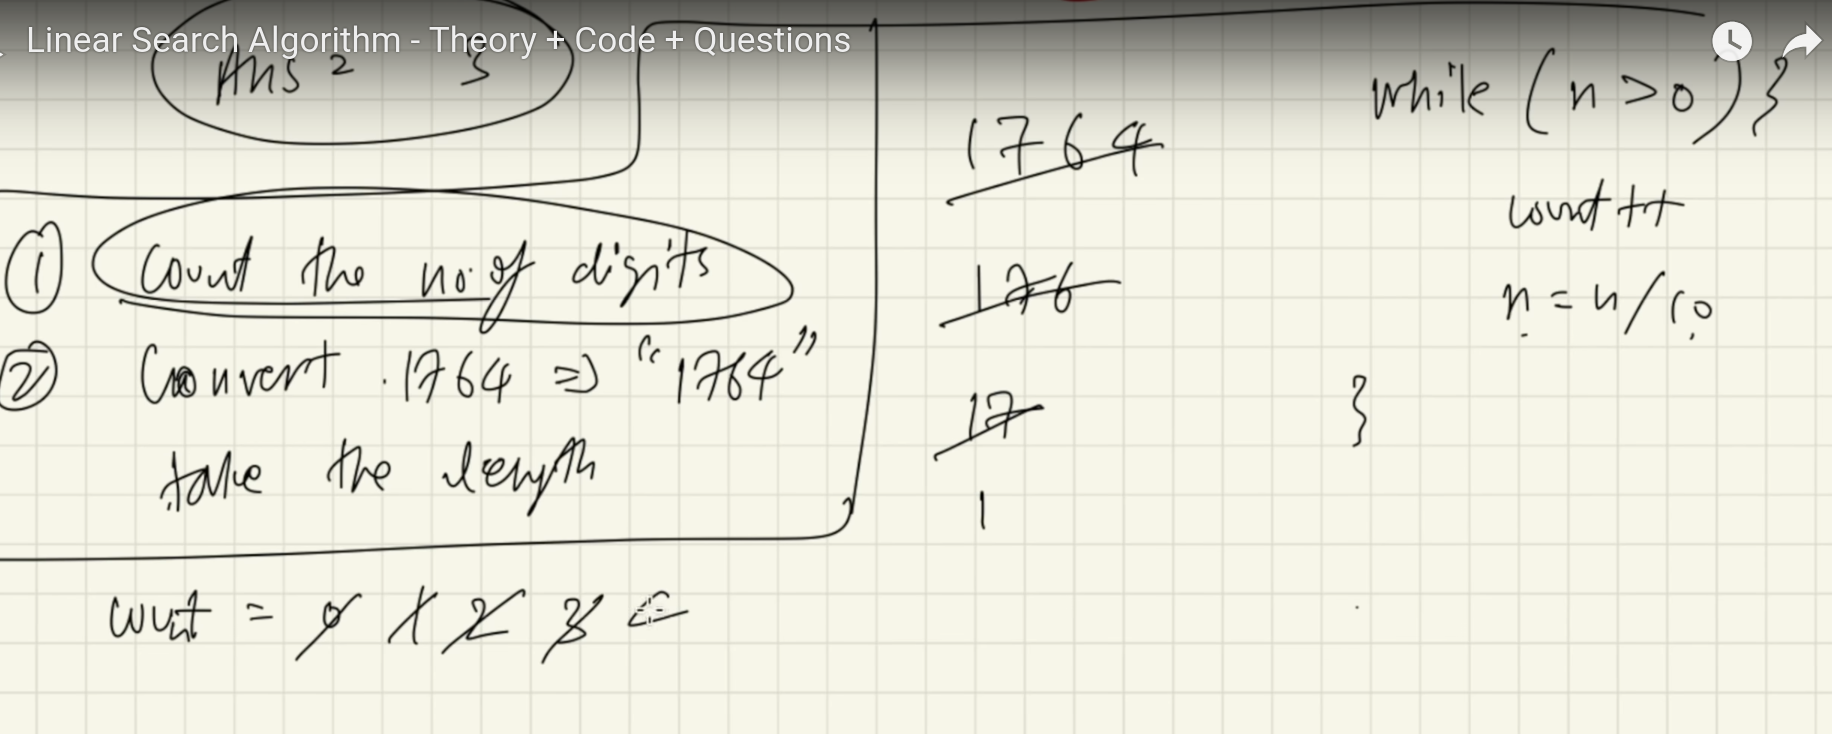 Linear Search Algorithm - Theory + Code + Questions
Ans = 3
① Count the no. of digits
② Convert 1764 ⇒ "1764"
take the length
count = 0 1 2 3 4
1764
176
17
1
while (n > 0) {
count ++
n = n/10
}